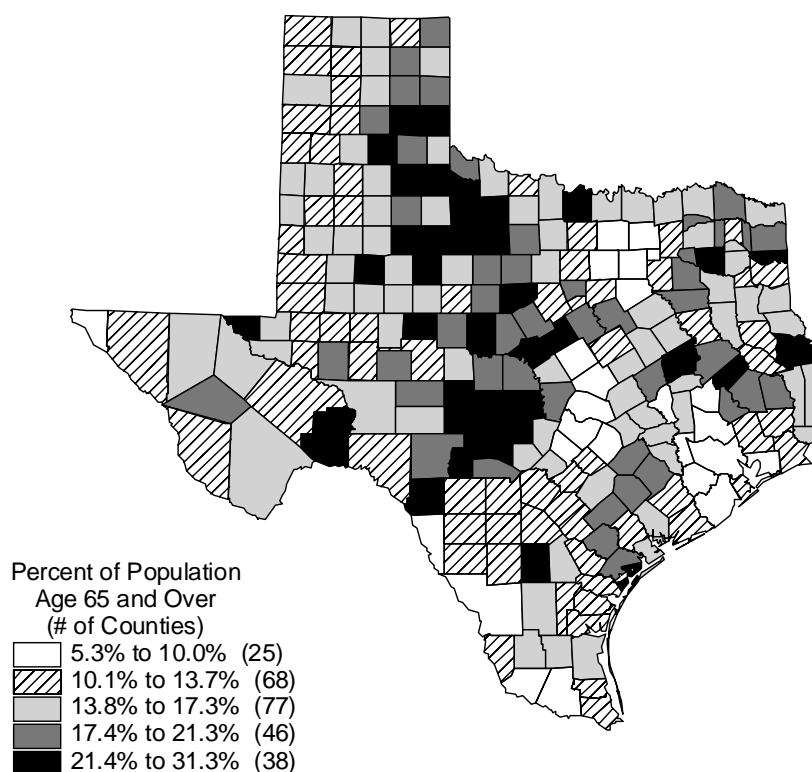 Percent of Population
Age 65 and Over
(# of Counties)
5.3% to 10.0% (25)
10.1% to 13.7% (68)
13.8% to 17.3% (77)
17.4% to 21.3% (46)
21.4% to 31.3% (38)